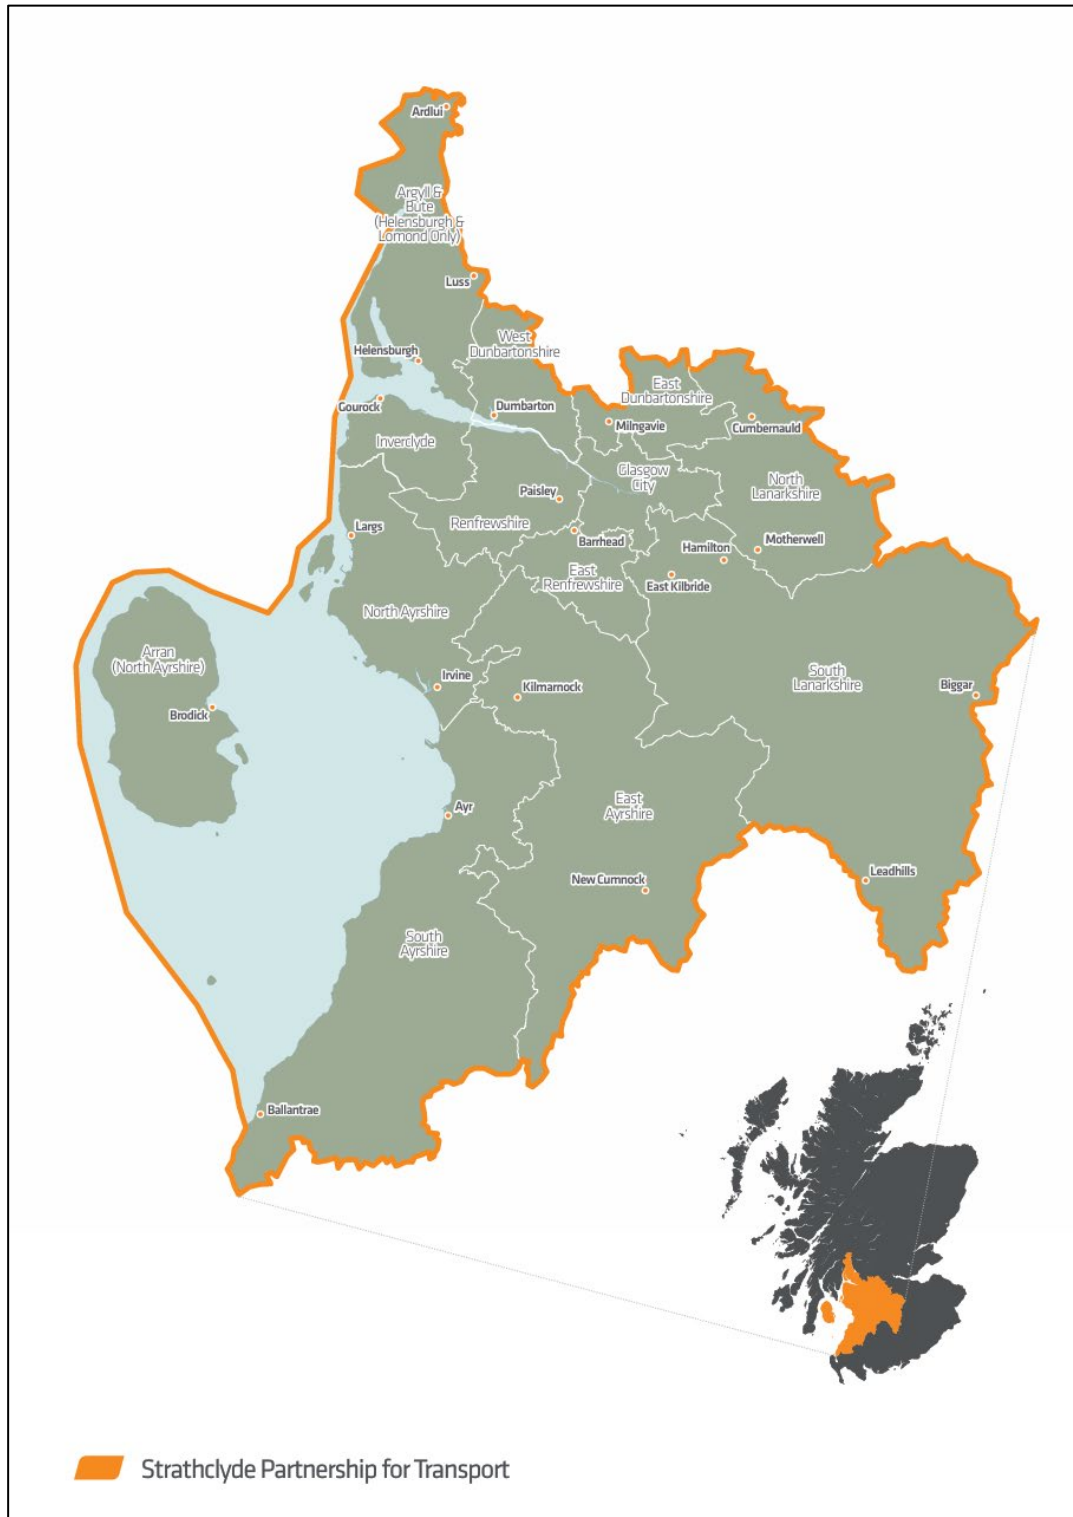 Ardlui
Argyll &
Bute
(Helensburgh &
Lomond Only)
Luss
West
Dunbartonshire
Helensburgh
East
Dunbartonshire
Gourock
Dumbarton
Milngavie
Cumbernauld
Inverclyde
Glasgow
City
North
Lanarkshire
Paisley
Renfrewshire
Largs
Barrhead
Hamilton
Motherwell
East
Renfrewshire
East Kilbride
North Ayrshire
Arran
(North Ayrshire)
South
Lanarkshire
Irvine
Kilmarnock
Biggar
Brodick
East
Ayrshire
Ayr
New Cumnock
Leadhills
South
Ayrshire
Ballantrae
Strathclyde Partnership for Transport